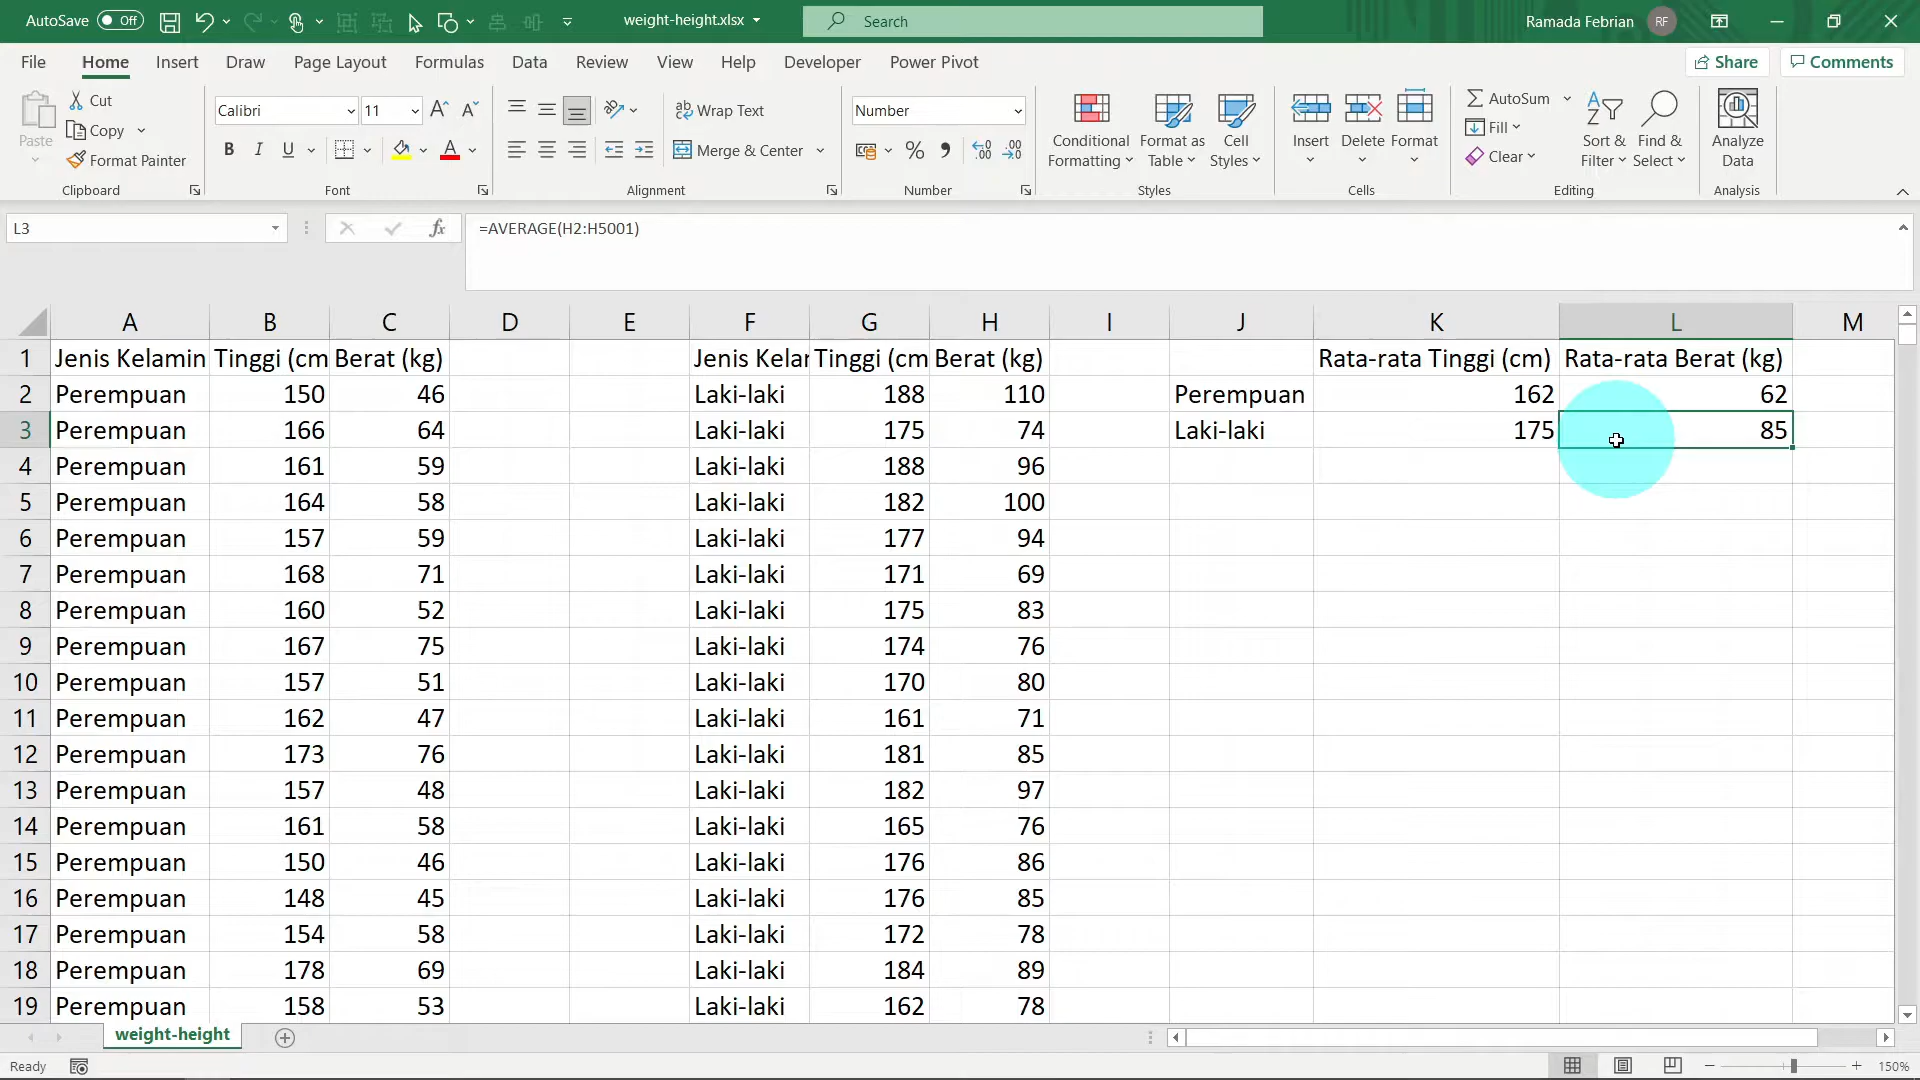 AutoSave Off weight-height.xlsx Search Ramada Febrian RF
File Home Insert Draw Page Layout Formulas Data Review View Help Developer Power Pivot Share Comments
Paste Cut Copy Format Painter Clipboard
Calibri 11 B I U A Font
Wrap Text Merge & Center Alignment
Number % Number
Conditional Formatting Format as Table Cell Styles Styles
Insert Delete Format Cells
AutoSum Fill Clear Sort & Filter Find & Select Editing
Analyze Data Analysis
L3 fx =AVERAGE(H2:H5001)
A B C D E F G H I J K L M
1 Jenis Kelamin Tinggi (cm Berat (kg) Jenis Kelar Tinggi (cm Berat (kg) Rata-rata Tinggi (cm) Rata-rata Berat (kg)
2 Perempuan 150 46 Laki-laki 188 110 Perempuan 162 62
3 Perempuan 166 64 Laki-laki 175 74 Laki-laki 175 85
4 Perempuan 161 59 Laki-laki 188 96
5 Perempuan 164 58 Laki-laki 182 100
6 Perempuan 157 59 Laki-laki 177 94
7 Perempuan 168 71 Laki-laki 171 69
8 Perempuan 160 52 Laki-laki 175 83
9 Perempuan 167 75 Laki-laki 174 76
10 Perempuan 157 51 Laki-laki 170 80
11 Perempuan 162 47 Laki-laki 161 71
12 Perempuan 173 76 Laki-laki 181 85
13 Perempuan 157 48 Laki-laki 182 97
14 Perempuan 161 58 Laki-laki 165 76
15 Perempuan 150 46 Laki-laki 176 86
16 Perempuan 148 45 Laki-laki 176 85
17 Perempuan 154 58 Laki-laki 172 78
18 Perempuan 178 69 Laki-laki 184 89
19 Perempuan 158 53 Laki-laki 162 78
weight-height
Ready 150%